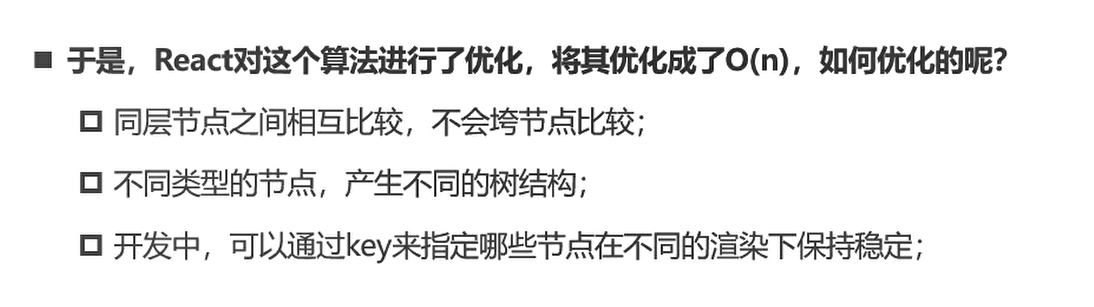 于是，React对这个算法进行了优化，将其优化成了O(n)，如何优化的呢？
同层节点之间相互比较，不会垮节点比较；
不同类型的节点，产生不同的树结构；
开发中，可以通过key来指定哪些节点在不同的渲染下保持稳定；